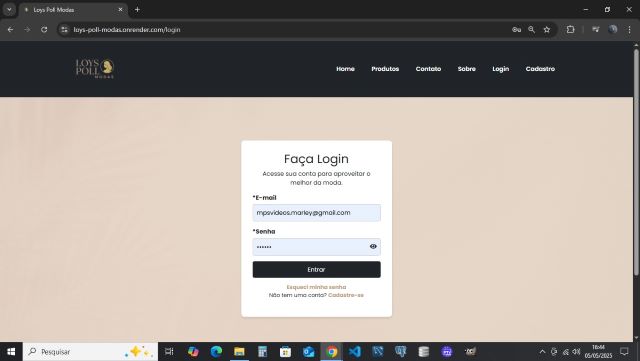 Loys Poll Modas
loys-poll-modas.onrender.com/login
LOYS
POLL
MODAS
Home Produtos Contato Sobre Login Cadastro
Faça Login
Acesse sua conta para aproveitar o
melhor da moda.
*E-mail
mpsvideos.marley@gmail.com
*Senha
••••••
Entrar
Esqueci minha senha
Não tem uma conta? Cadastre-se
Pesquisar
16:44
05/05/2025